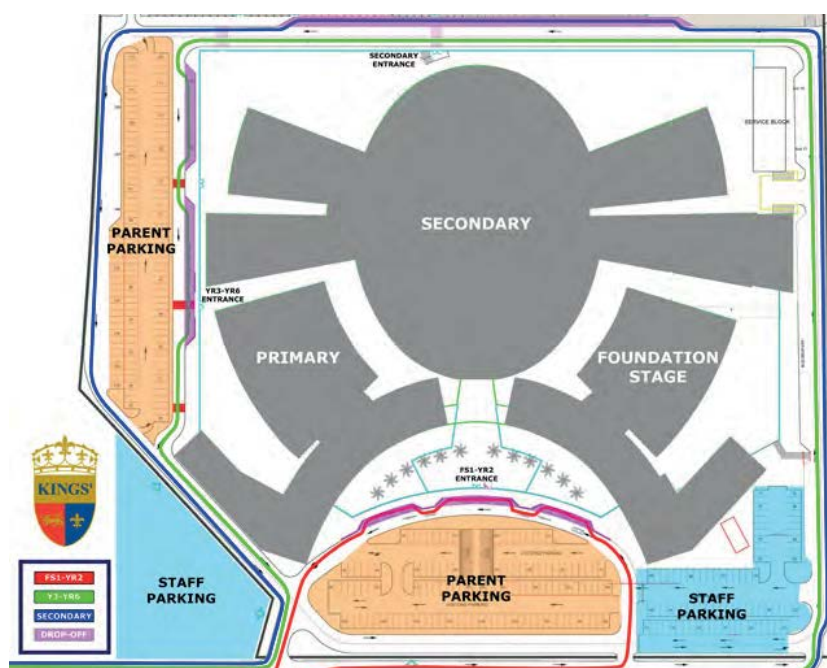 SECONDARY
ENTRANCE
SERVICE BLOCK
SECONDARY
PARENT
PARKING
YR3-YR6
ENTRANCE
PRIMARY
FOUNDATION
STAGE
FS1-YR2
ENTRANCE
KINGS'
FS1-YR2
Y3-YR6
SECONDARY
DROP-OFF
STAFF
PARKING
PARENT
PARKING
STAFF
PARKING